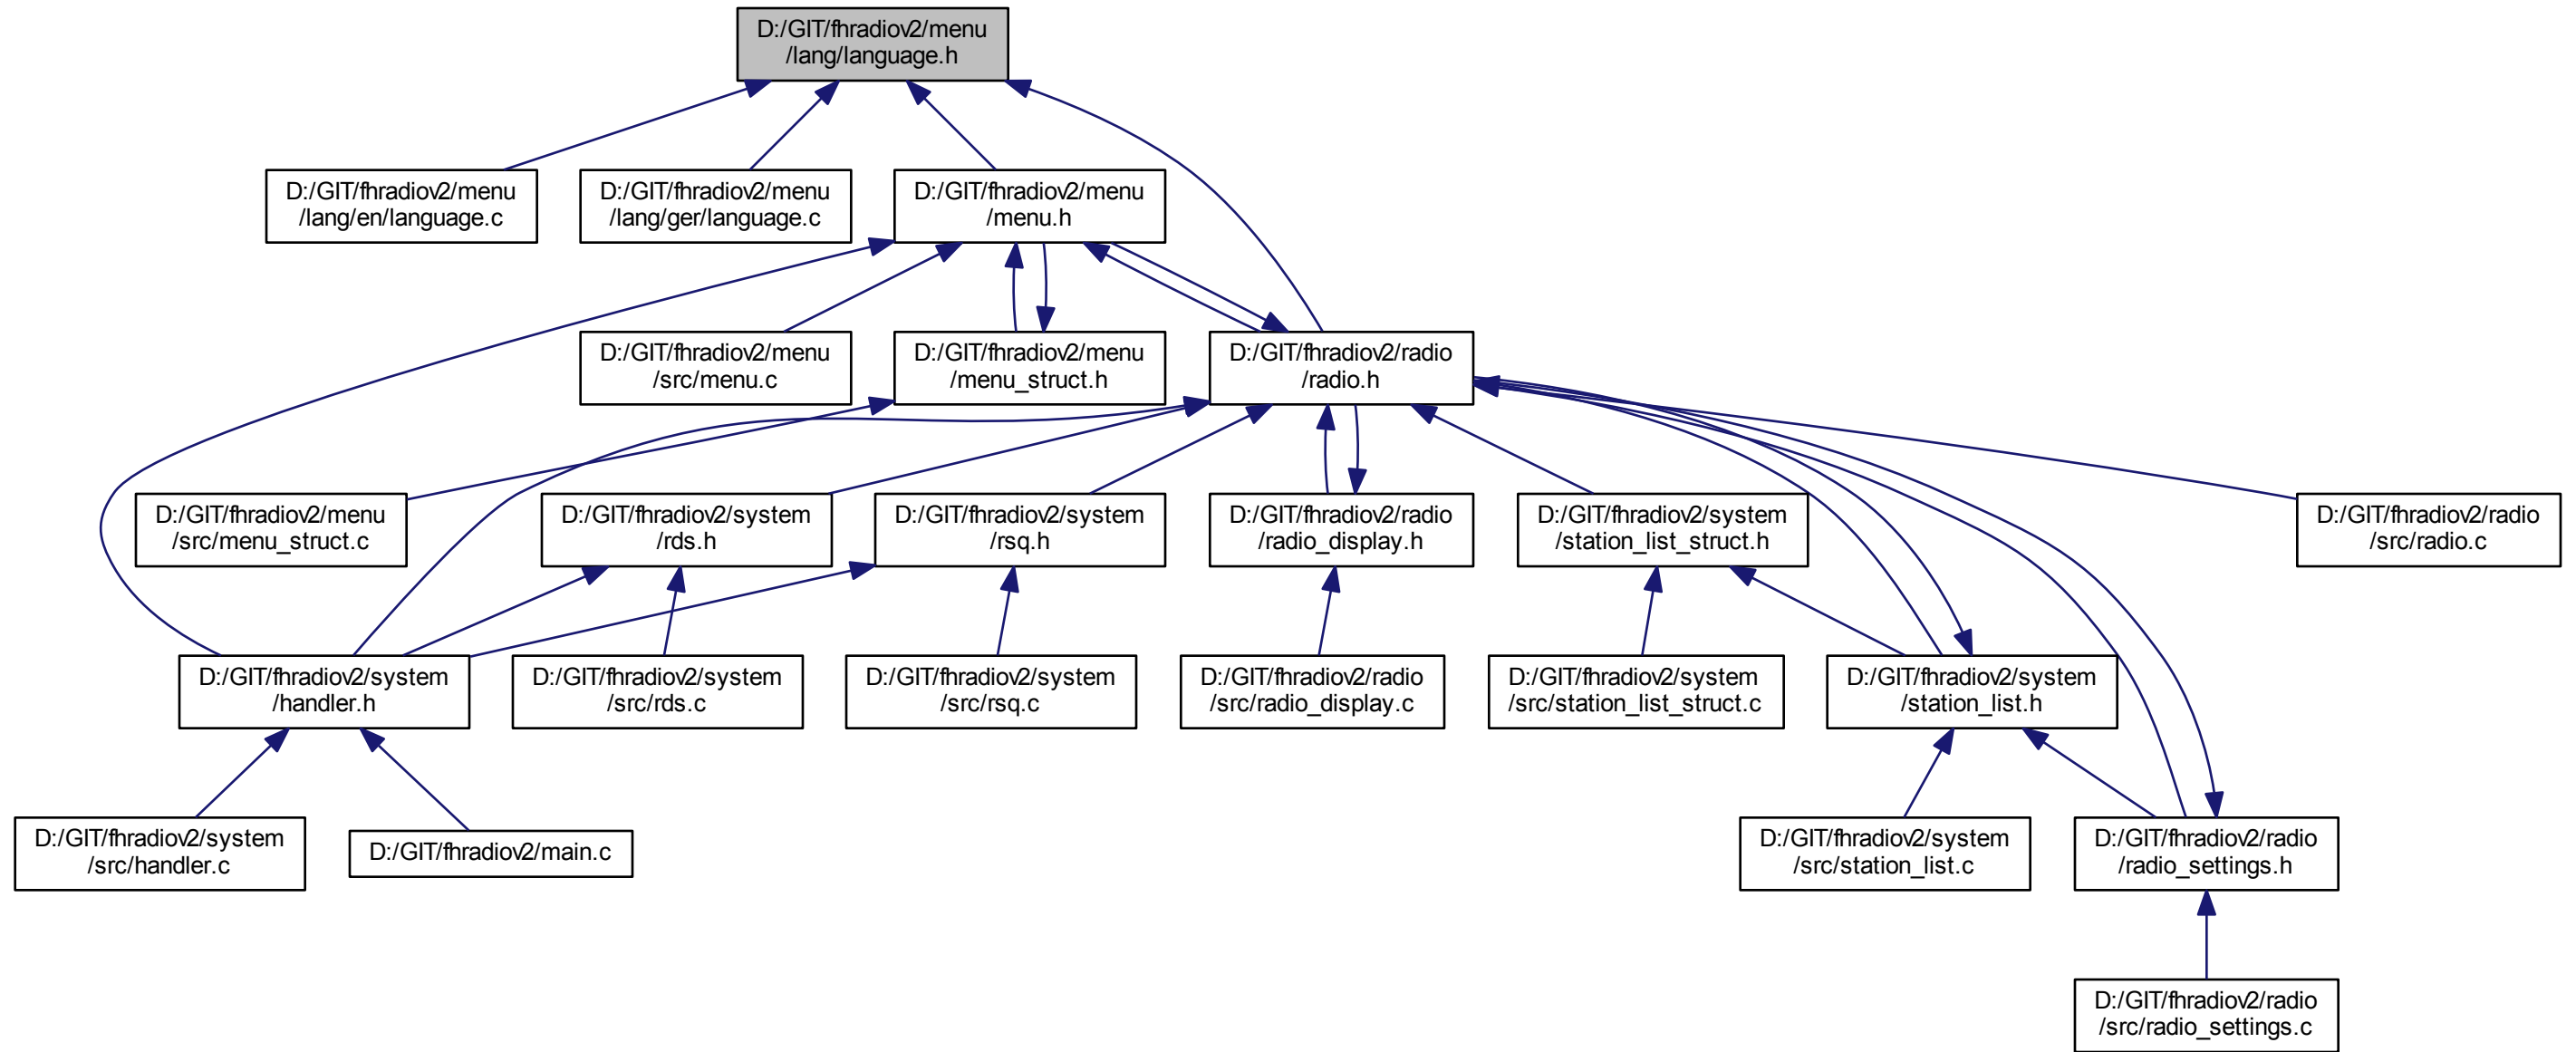 D:/GIT/fhradiov2/menu
/lang/language.h
D:/GIT/fhradiov2/menu
/lang/en/language.c
D:/GIT/fhradiov2/menu
/lang/ger/language.c
D:/GIT/fhradiov2/menu
/menu.h
D:/GIT/fhradiov2/menu
/src/menu.c
D:/GIT/fhradiov2/menu
/menu_struct.h
D:/GIT/fhradiov2/radio
/radio.h
D:/GIT/fhradiov2/menu
/src/menu_struct.c
D:/GIT/fhradiov2/system
/rds.h
D:/GIT/fhradiov2/system
/rsq.h
D:/GIT/fhradiov2/radio
/radio_display.h
D:/GIT/fhradiov2/system
/station_list_struct.h
D:/GIT/fhradiov2/radio
/src/radio.c
D:/GIT/fhradiov2/system
/handler.h
D:/GIT/fhradiov2/system
/src/rds.c
D:/GIT/fhradiov2/system
/src/rsq.c
D:/GIT/fhradiov2/radio
/src/radio_display.c
D:/GIT/fhradiov2/system
/src/station_list_struct.c
D:/GIT/fhradiov2/system
/station_list.h
D:/GIT/fhradiov2/system
/src/handler.c
D:/GIT/fhradiov2/main.c
D:/GIT/fhradiov2/system
/src/station_list.c
D:/GIT/fhradiov2/radio
/radio_settings.h
D:/GIT/fhradiov2/radio
/src/radio_settings.c